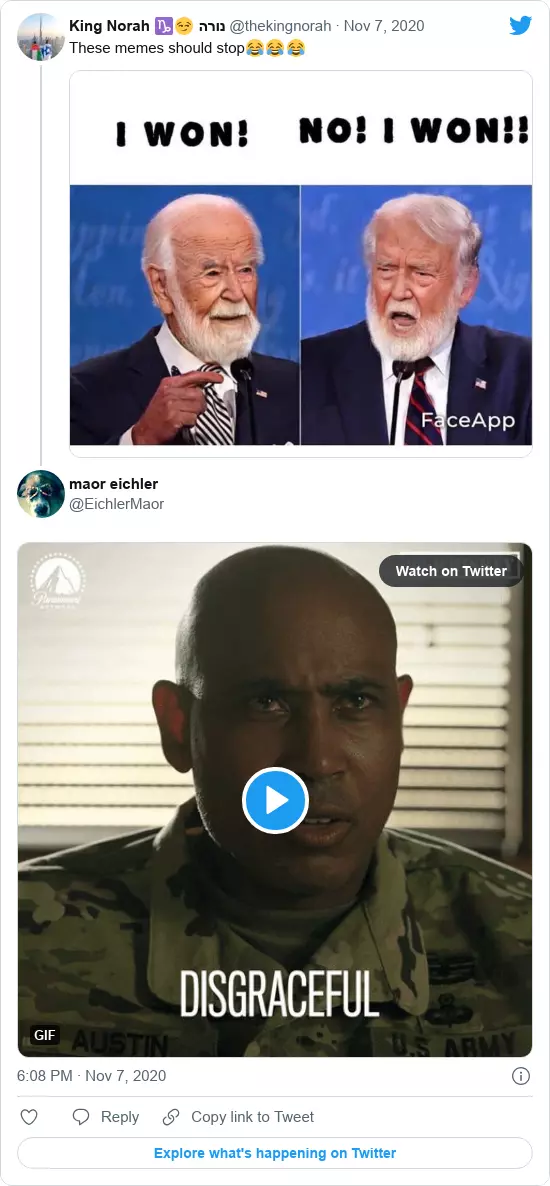 King Norah ♑😏 נורה @thekingnorah · Nov 7, 2020
These memes should stop😂😂😂
I WON!
NO! I WON!!
FaceApp
maor eichler
@EichlerMaor
Paramount
NETWORK
Watch on Twitter
DISGRACEFUL
GIF
AUSTIN
U.S ARMY
6:08 PM · Nov 7, 2020
Reply
Copy link to Tweet
Explore what's happening on Twitter